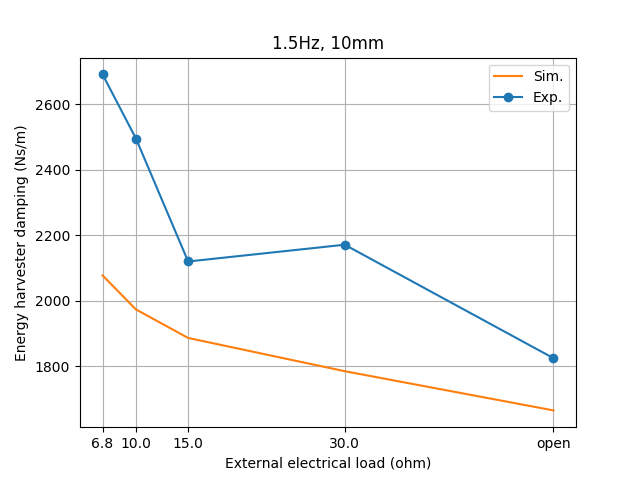 1.5Hz, 10mm
Sim.
Exp.
Energy harvester damping (Ns/m)
2600
2400
2200
2000
1800
6.8 10.0 15.0 30.0 open
External electrical load (ohm)